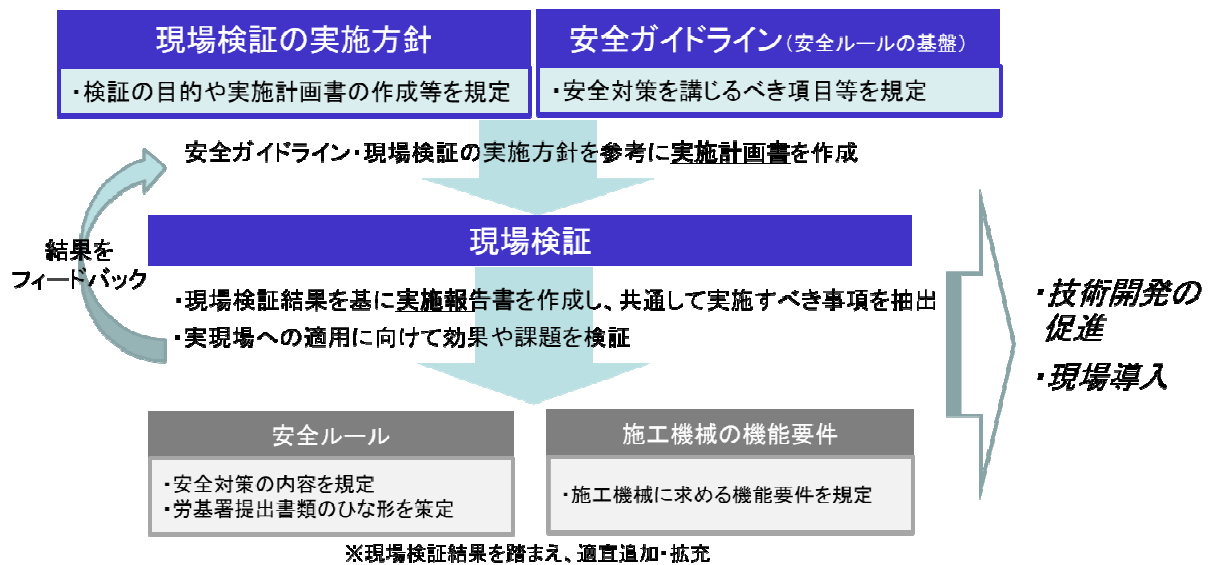 現場検証の実施方針
・検証の目的や実施計画書の作成等を規定
安全ガイドライン(安全ルールの基盤)
・安全対策を講じるべき項目等を規定
安全ガイドライン・現場検証の実施方針を参考に実施計画書を作成
結果を
フィードバック
現場検証
・現場検証結果を基に実施報告書を作成し、共通して実施すべき事項を抽出
・実現場への適用に向けて効果や課題を検証
・技術開発の
促進
・現場導入
安全ルール
・安全対策の内容を規定
・労基署提出書類のひな形を策定
施工機械の機能要件
・施工機械に求める機能要件を規定
※現場検証結果を踏まえ、適宜追加・拡充